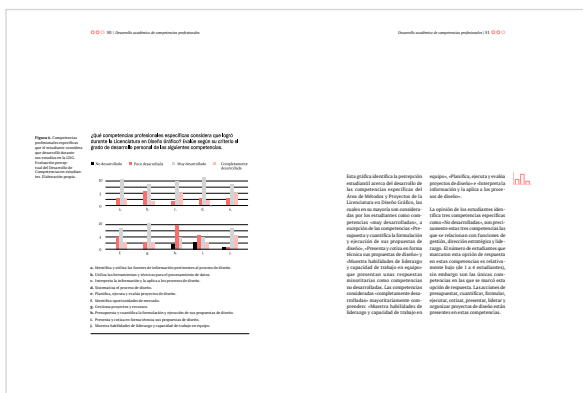 90 | Desarrollo académico de competencias profesionales
Desarrollo académico de competencias profesionales | 91
Figura 6. Competencias
profesionales específicas
que el estudiante considera
que desarrolló durante
sus estudios en la LDG.
Evaluación porcen-
tual del Desarrollo de
Competencias en estudian-
tes. Elaboración propia.
¿Qué competencias profesionales específicas considera que logró
durante la Licenciatura en Diseño Gráfico? Evalúe según su criterio el
grado de desarrollo personal de las siguientes competencias.
No desarrollada
Poco desarrollada
Muy desarrollada
Completamente
desarrollada
10
5
0
a. b. c. d. e.
10
5
0
f. g. h. i. j.
a. Identifica y utiliza las fuentes de información pertinentes al proceso de diseño.
b. Utiliza las herramientas y técnicas para el procesamiento de datos.
c. Interpreta la información y la aplica a los procesos de diseño.
d. Sistematiza el proceso de diseño.
e. Planifica, ejecuta y evalúa proyectos de diseño.
f. Identifica oportunidades de mercado.
g. Gestiona proyectos y recursos.
h. Presupuesta y cuantifica la formulación y ejecución de sus propuestas de diseño.
i. Presenta y cotiza en forma técnica sus propuestas de diseño.
j. Muestra habilidades de liderazgo y capacidad de trabajo en equipo.
Esta gráfica identifica la percepción
estudiantil acerca del desarrollo de
las competencias específicas del
Área de Métodos y Proyectos de la
Licenciatura en Diseño Gráfico, las
cuales en su mayoría son considera-
das por los estudiantes como com-
petencias «muy desarrolladas», a
excepción de las competencias «Pre-
supuesta y cuantifica la formulación
y ejecución de sus propuestas de
diseño», «Presenta y cotiza en forma
técnica sus propuestas de diseño» y
«Muestra habilidades de liderazgo
y capacidad de trabajo en equipo»
que presentan unas respuestas
minoritarias como competencias
no desarrolladas. Las competencias
consideradas «completamente desa-
rrolladas» mayoritariamente com-
prenden: «Muestra habilidades de
liderazgo y capacidad de trabajo en
equipo», «Planifica, ejecuta y evalúa
proyectos de diseño» e «Interpreta la
información y la aplica a los proce-
sos de diseño».
La opinión de los estudiantes iden-
tifica tres competencias específicas
como «No desarrolladas», son preci-
samente estas tres competencias las
que se relacionan con funciones de
gestión, dirección estratégica y lide-
razgo. El número de estudiantes que
marcaron esta opción de respuesta
en estas competencias es relativa-
mente bajo (de 1 a 4 estudiantes),
sin embargo son las únicas com-
petencias en las que se marcó esta
opción de respuesta. Las acciones de
presupuestar, cuantificar, formular,
ejecutar, cotizar, presentar, liderar y
organizar proyectos de diseño están
presentes en estas competencias.